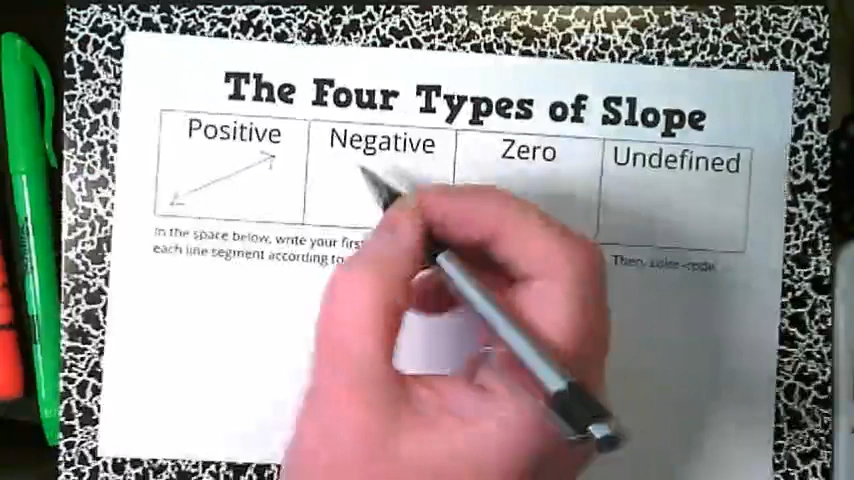 The Four Types of Slope
Positive Negative Zero Undefined
In the space below, write your first
each line segment according to Then, color-code